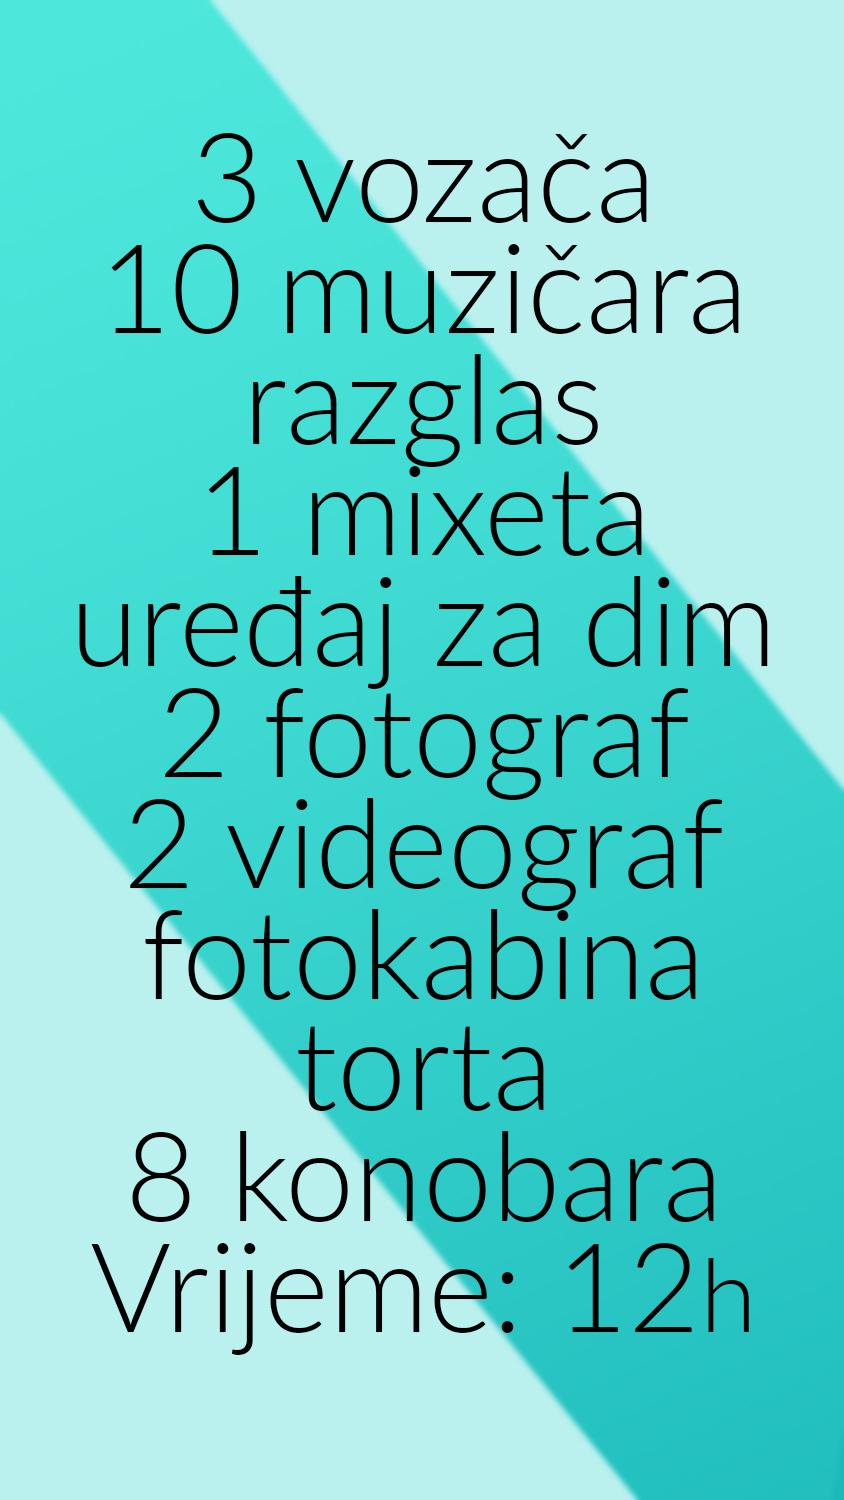 3 vozača
10 muzičara
razglas
1 mixeta
uređaj za dim
2 fotograf
2 videograf
fotokabina
torta
8 konobara
Vrijeme: 12h